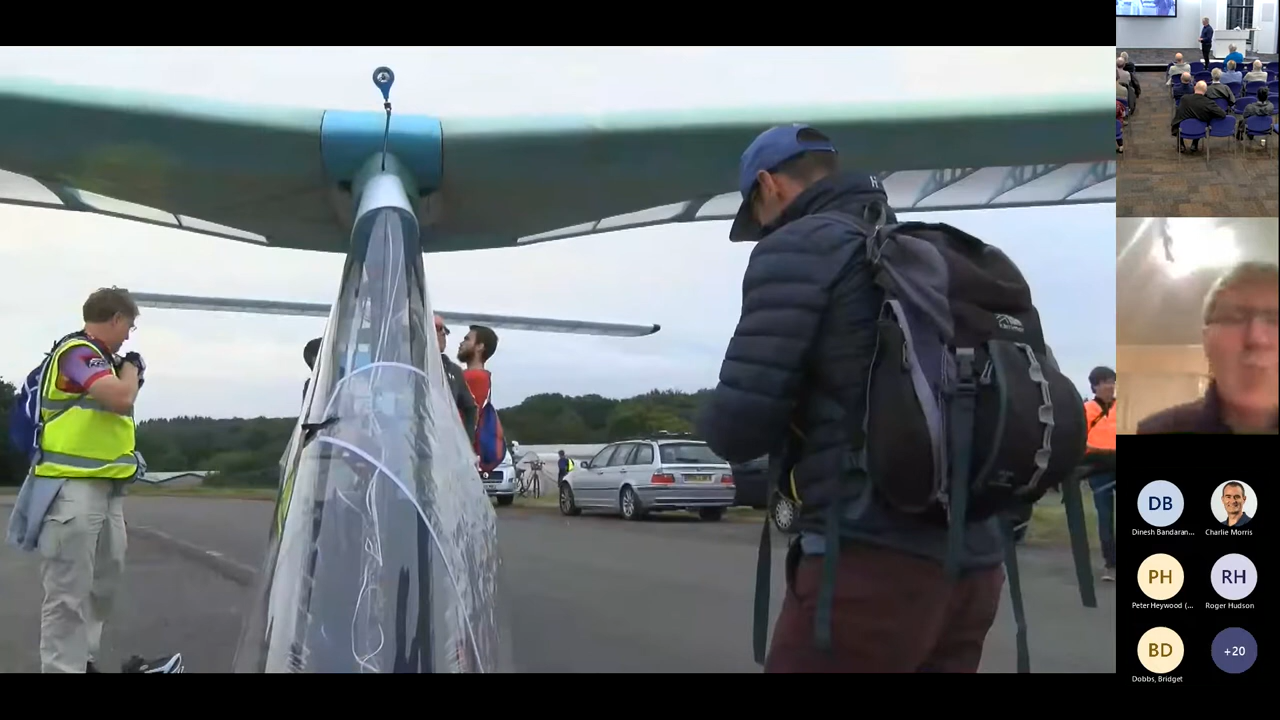 DB
Dinesh Bandaran...
Charlie Morris
PH
Peter Heywood (...
RH
Roger Hudson
BD
Dobbs, Bridget
+20